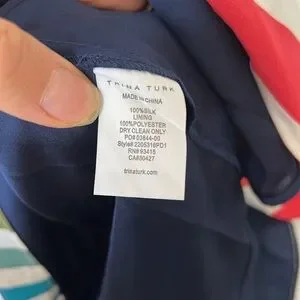 TRINA TURK
MADE IN CHINA
100%SILK
LINING
100%POLYESTER
DRY CLEAN ONLY
PO#03844-00
Style#2205316PD1
RN#93415
CA#30427
trinaturk.com